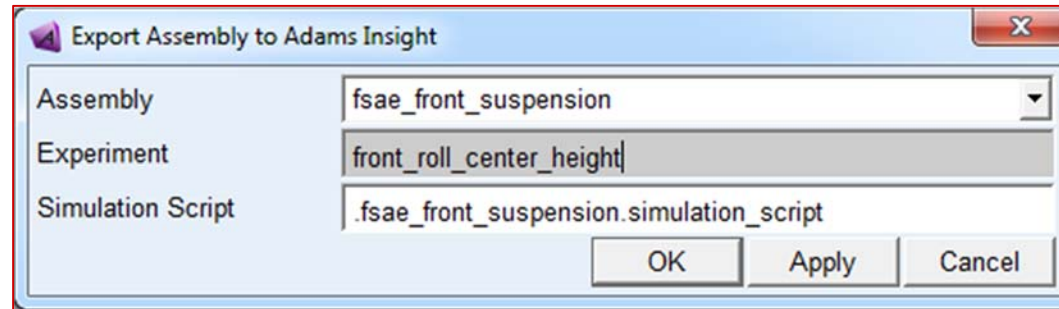 Export Assembly to Adams Insight
Assembly fsae_front_suspension
Experiment front_roll_center_height
Simulation Script .fsae_front_suspension.simulation_script
OK Apply Cancel